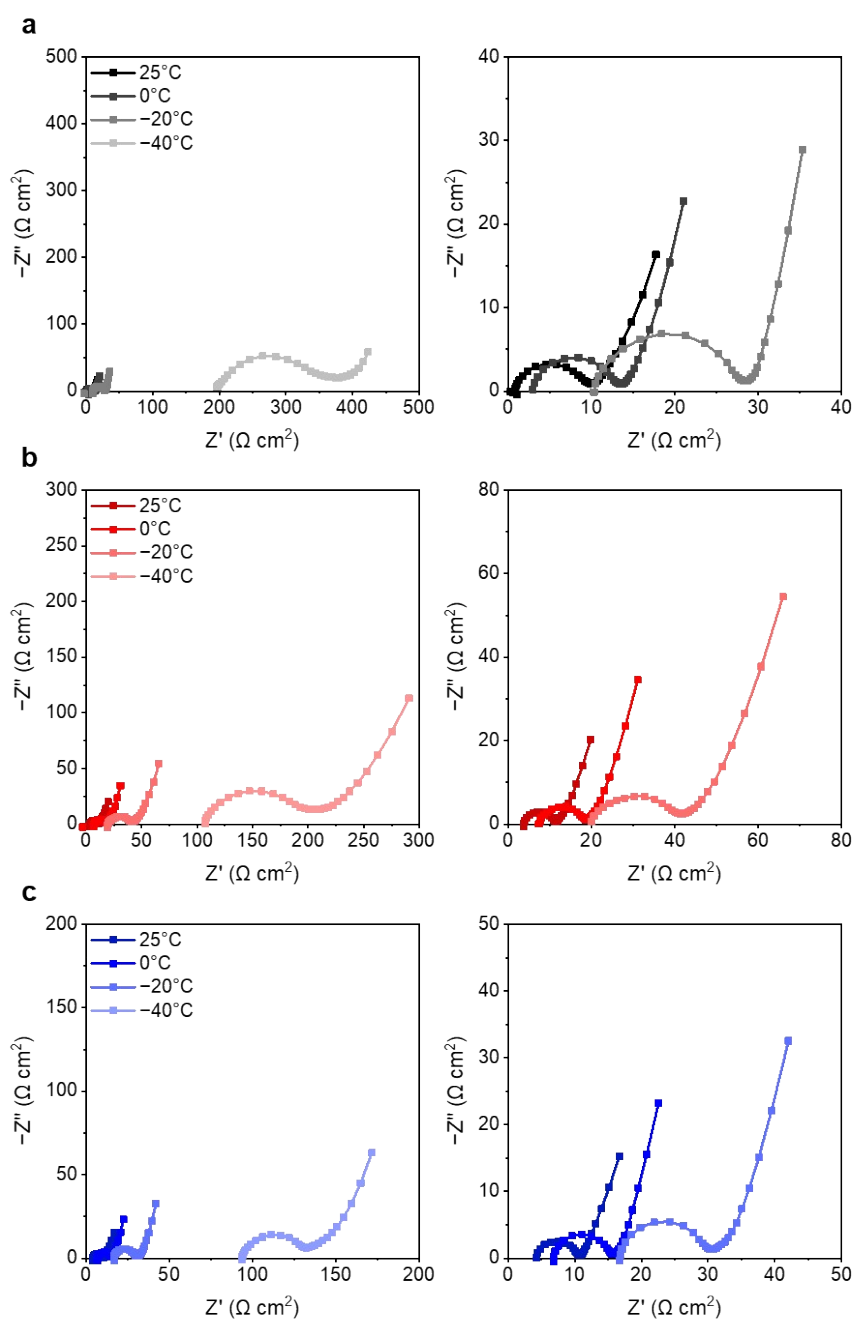 a
500
400
300
200
100
0
−Z" (Ω cm²)
25°C
0°C
−20°C
−40°C
0 100 200 300 400 500
Z' (Ω cm²)
40
30
20
10
0
−Z" (Ω cm²)
0 10 20 30 40
Z' (Ω cm²)
b
300
250
200
150
100
50
0
−Z" (Ω cm²)
25°C
0°C
−20°C
−40°C
0 50 100 150 200 250 300
Z' (Ω cm²)
80
60
40
20
0
−Z" (Ω cm²)
0 20 40 60 80
Z' (Ω cm²)
c
200
150
100
50
0
−Z" (Ω cm²)
25°C
0°C
−20°C
−40°C
0 50 100 150 200
Z' (Ω cm²)
50
40
30
20
10
0
−Z" (Ω cm²)
0 10 20 30 40 50
Z' (Ω cm²)